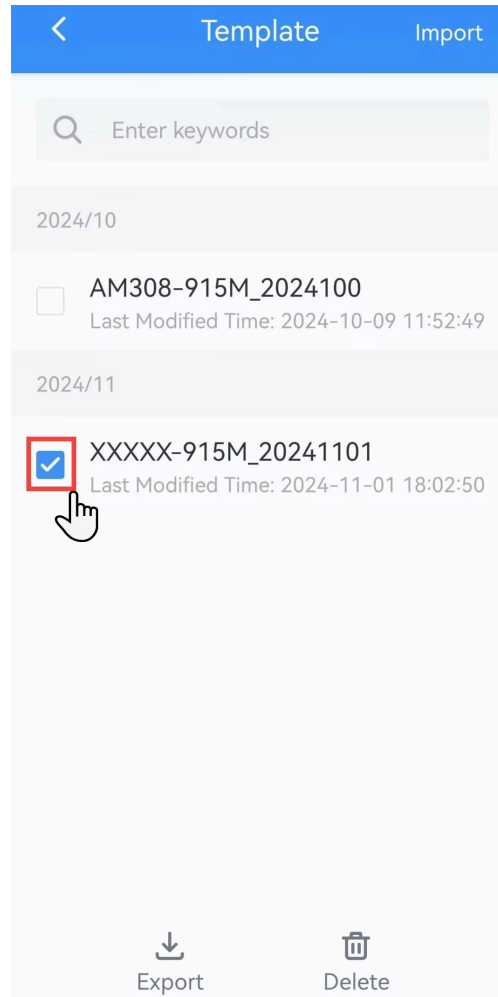 Template
Import
Enter keywords
2024/10
AM308-915M_2024100
Last Modified Time: 2024-10-09 11:52:49
2024/11
XXXXX-915M_20241101
Last Modified Time: 2024-11-01 18:02:50
Export
Delete